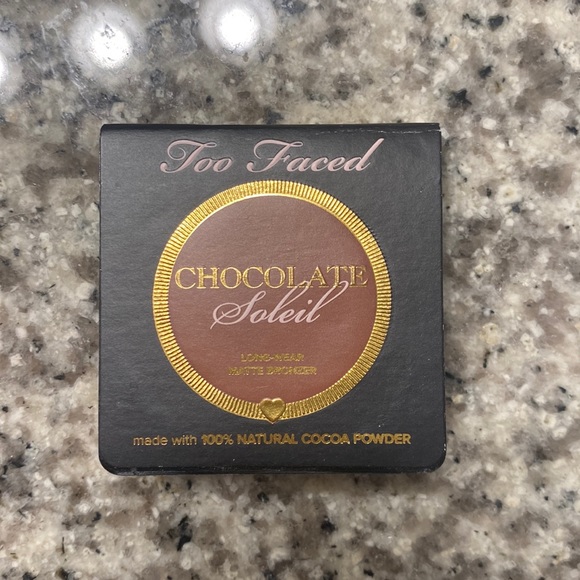 Too Faced
CHOCOLATE
Soleil
LONG-WEAR
MATTE BRONZER
made with 100% NATURAL COCOA POWDER